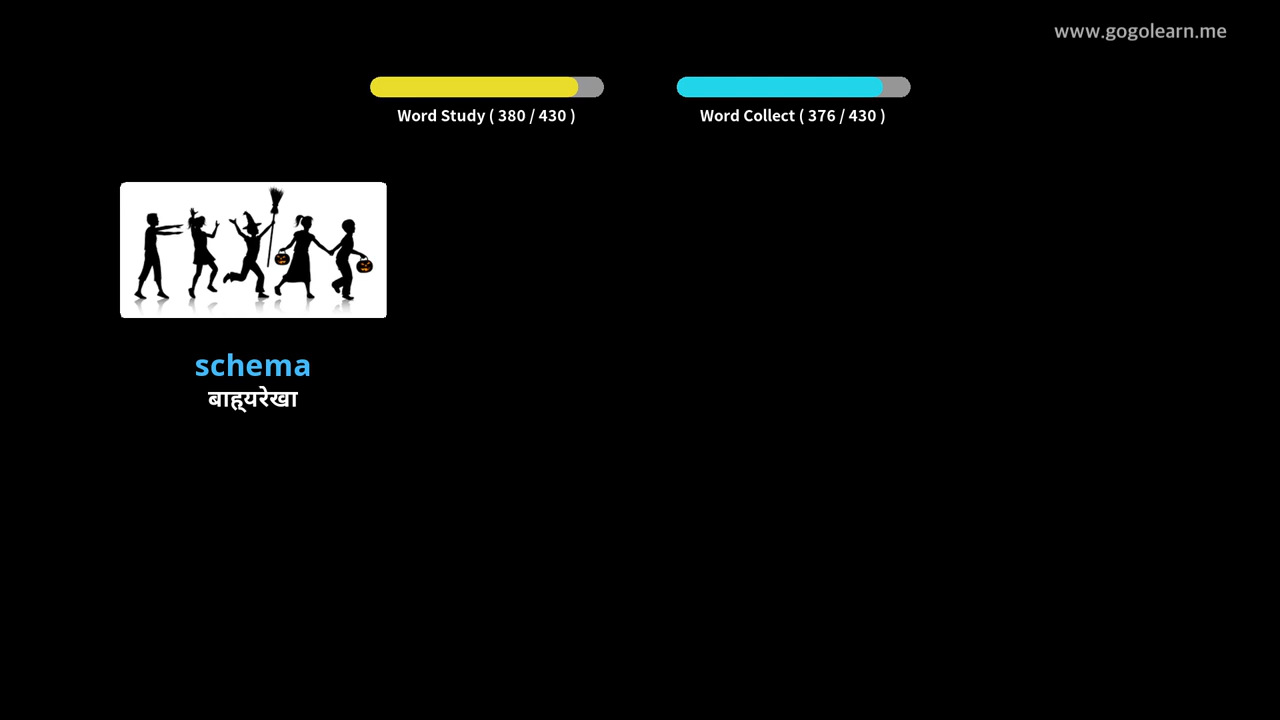 www.gogolearn.me
Word Study ( 380 / 430 )
Word Collect ( 376 / 430 )
schema
बाह्यरेखा